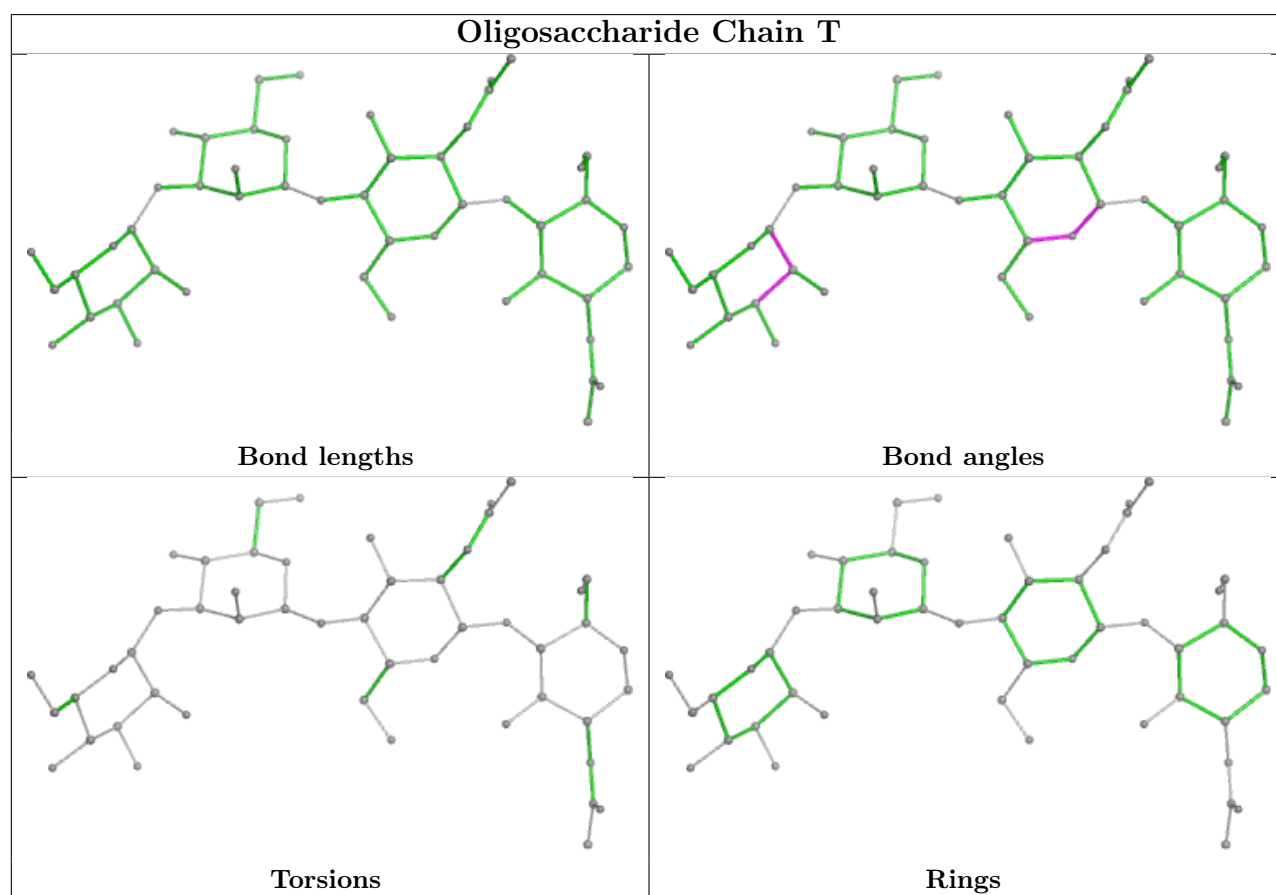 Oligosaccharide Chain T
Bond lengths
Bond angles
Torsions
Rings